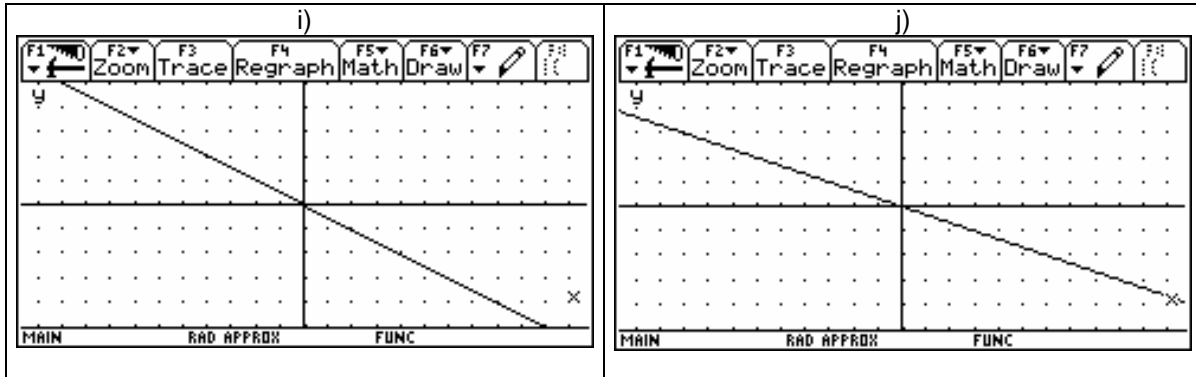 i)
F1 F2 Zoom F3 Trace F4 Regraph F5 Math F6 Draw F7
y
x
MAIN RAD APPROX FUNC
j)
F1 F2 Zoom F3 Trace F4 Regraph F5 Math F6 Draw F7
y
x
MAIN RAD APPROX FUNC